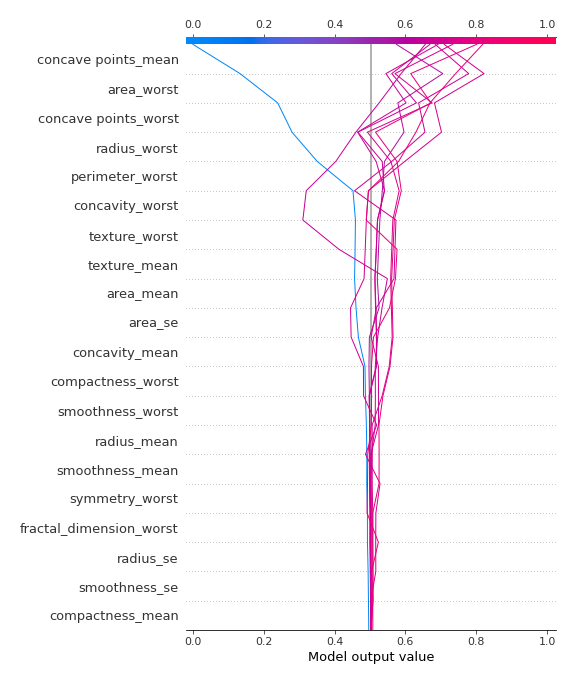 0.0 0.2 0.4 0.6 0.8 1.0
concave points_mean
area_worst
concave points_worst
radius_worst
perimeter_worst
concavity_worst
texture_worst
texture_mean
area_mean
area_se
concavity_mean
compactness_worst
smoothness_worst
radius_mean
smoothness_mean
symmetry_worst
fractal_dimension_worst
radius_se
smoothness_se
compactness_mean
0.0 0.2 0.4 0.6 0.8 1.0
Model output value